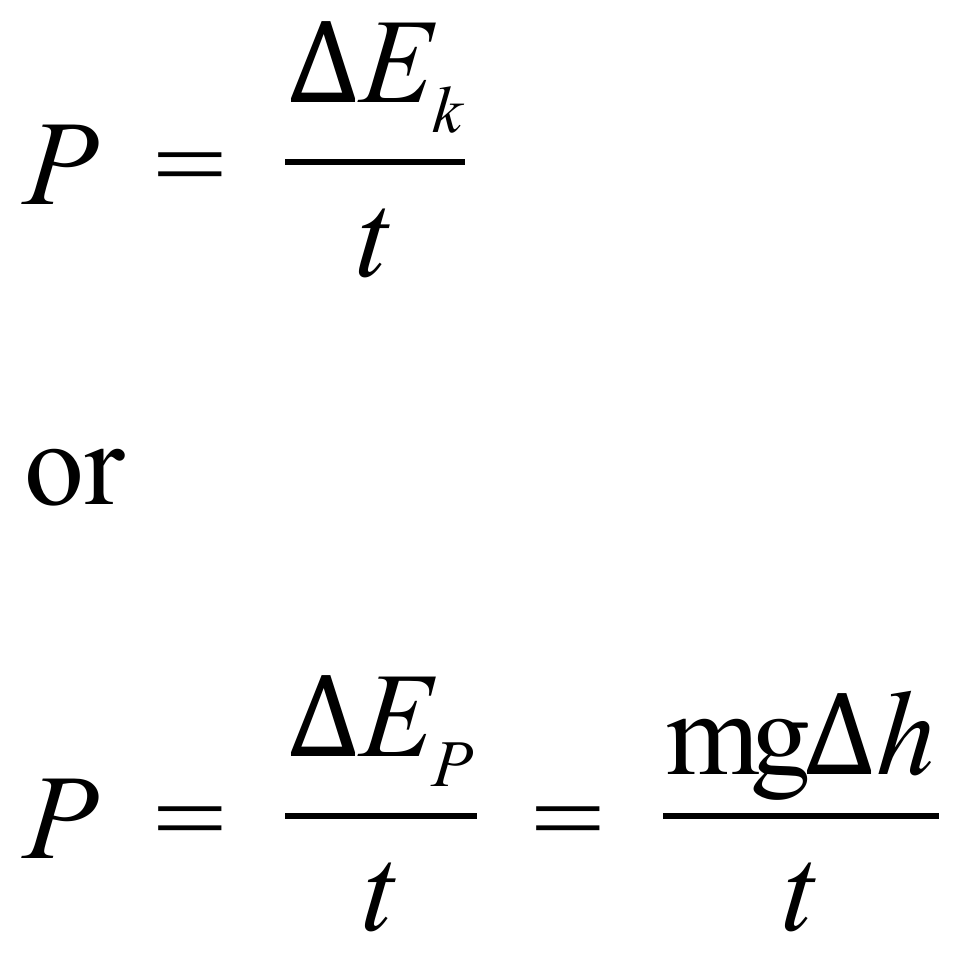 P = ΔE_k / t
or
P = ΔE_P / t = mgΔh / t